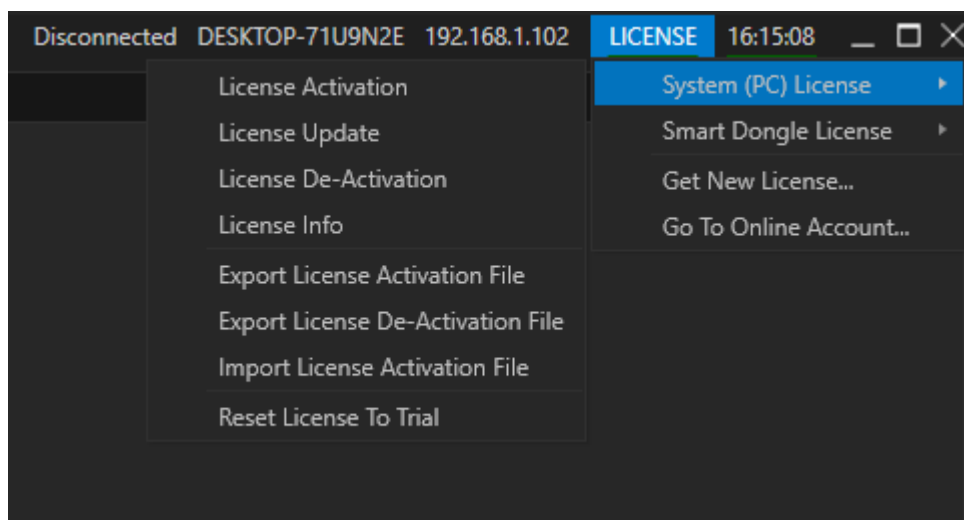 Disconnected DESKTOP-71U9N2E 192.168.1.102 LICENSE 16:15:08
System (PC) License
Smart Dongle License
Get New License...
Go To Online Account...
License Activation
License Update
License De-Activation
License Info
Export License Activation File
Export License De-Activation File
Import License Activation File
Reset License To Trial